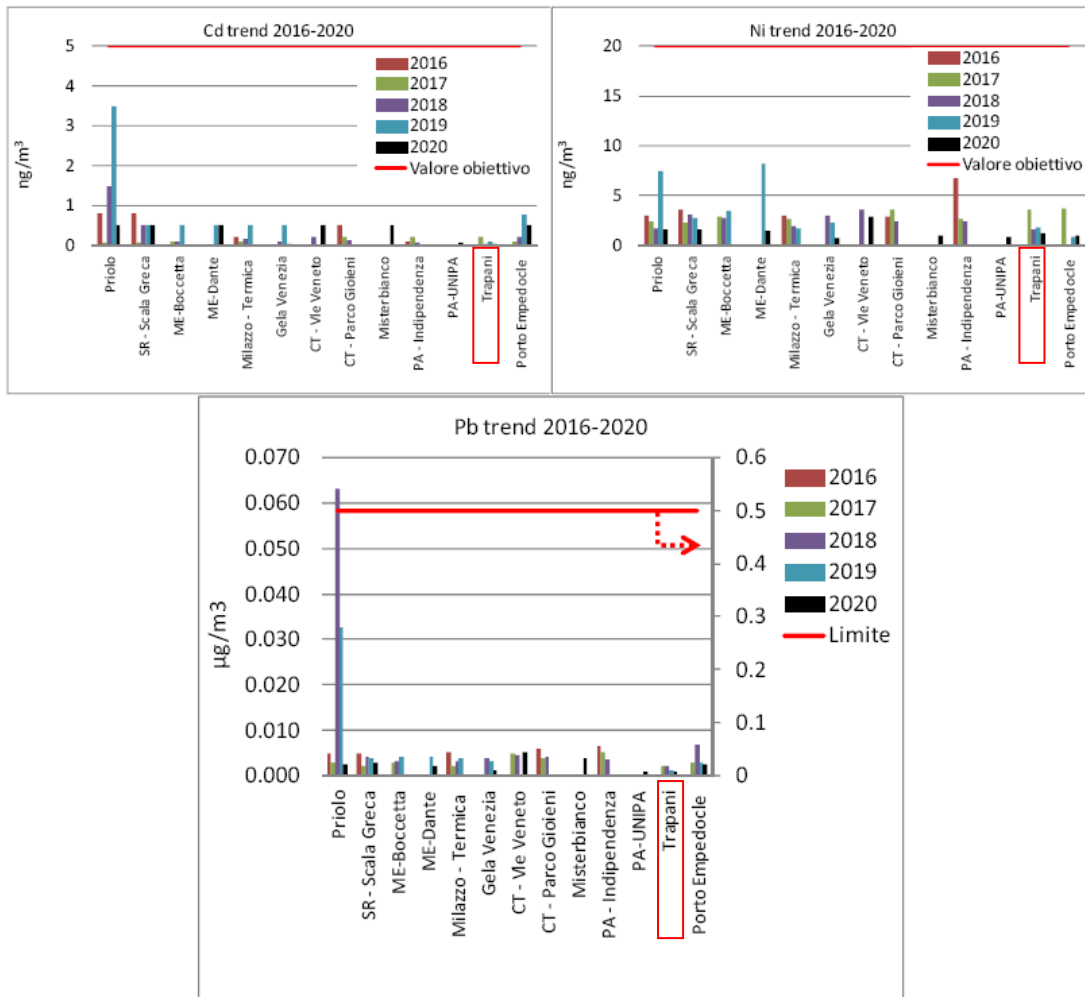 Cd trend 2016-2020
5
4
3
2
1
0
ng/m³
2016
2017
2018
2019
2020
Valore obiettivo
Priolo
SR - Scala Greca
ME-Boccetta
ME-Dante
Milazzo - Termica
Gela Venezia
CT - Vle Veneto
CT - Parco Gioieni
Misterbianco
PA - Indipendenza
PA-UNIPA
Trapani
Porto Empedocle
Ni trend 2016-2020
20
15
10
5
0
ng/m³
2016
2017
2018
2019
2020
Valore obiettivo
Priolo
SR - Scala Greca
ME-Boccetta
ME-Dante
Milazzo - Termica
Gela Venezia
CT - Vle Veneto
CT - Parco Gioieni
Misterbianco
PA - Indipendenza
PA-UNIPA
Trapani
Porto Empedocle
Pb trend 2016-2020
0.070
0.060
0.050
0.040
0.030
0.020
0.010
0.000
µg/m3
0.6
0.5
0.4
0.3
0.2
0.1
0
2016
2017
2018
2019
2020
Limite
Priolo
SR - Scala Greca
ME-Boccetta
ME-Dante
Milazzo - Termica
Gela Venezia
CT - Vle Veneto
CT - Parco Gioieni
Misterbianco
PA - Indipendenza
PA-UNIPA
Trapani
Porto Empedocle